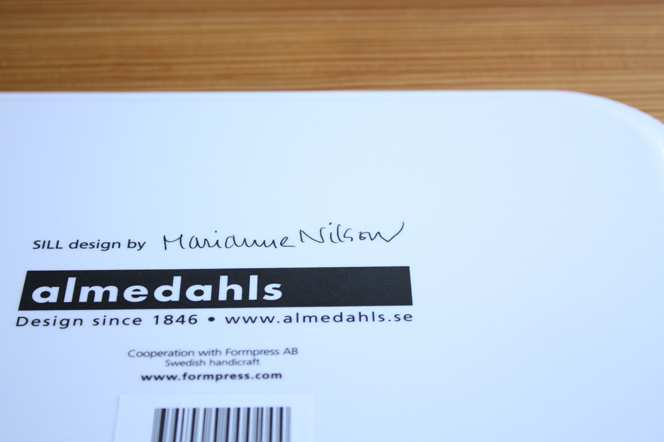 SILL design by Marianne Nilson
almedahls
Design since 1846 • www.almedahls.se
Cooperation with Formpress AB
Swedish handicraft
www.formpress.com